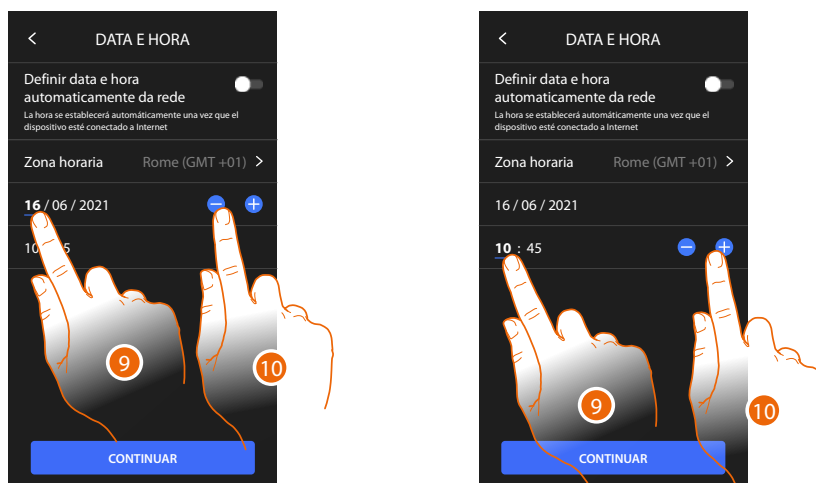 DATA E HORA
Definir data e hora
automaticamente da rede
La hora se establecerá automáticamente una vez que el
dispositivo esté conectado a Internet
Zona horaria Rome (GMT +01)
16 / 06 / 2021
10 5
9
10
CONTINUAR
DATA E HORA
Definir data e hora
automaticamente da rede
La hora se establecerá automáticamente una vez que el
dispositivo esté conectado a Internet
Zona horaria Rome (GMT +01)
16 / 06 / 2021
10 : 45
9
10
CONTINUAR